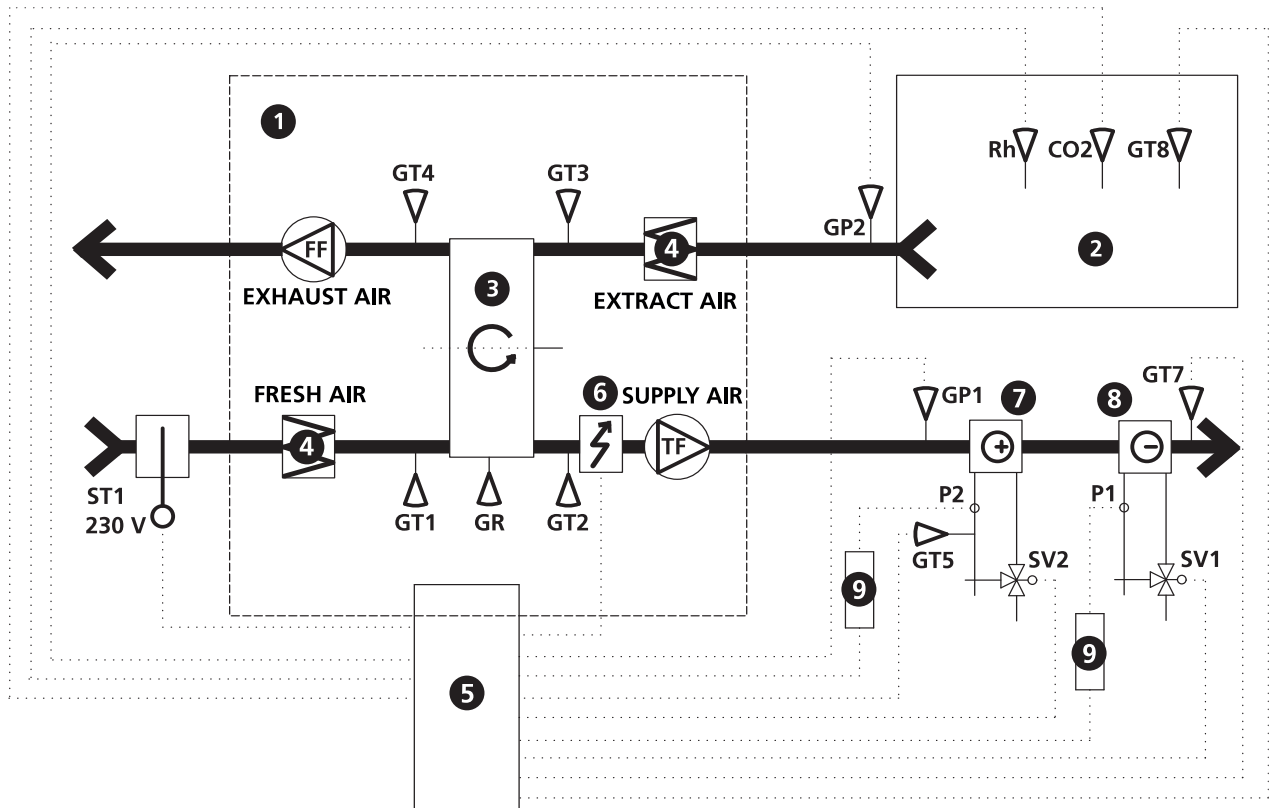 1
Rh
CO2
GT8
GT4
GT3
GP2
FF
4
2
3
EXHAUST AIR
EXTRACT AIR
FRESH AIR
6
SUPPLY AIR
GP1
7
8
GT7
4
TF
ST1
230 V
GT1
GR
GT2
P2
P1
GT5
SV2
SV1
9
9
5